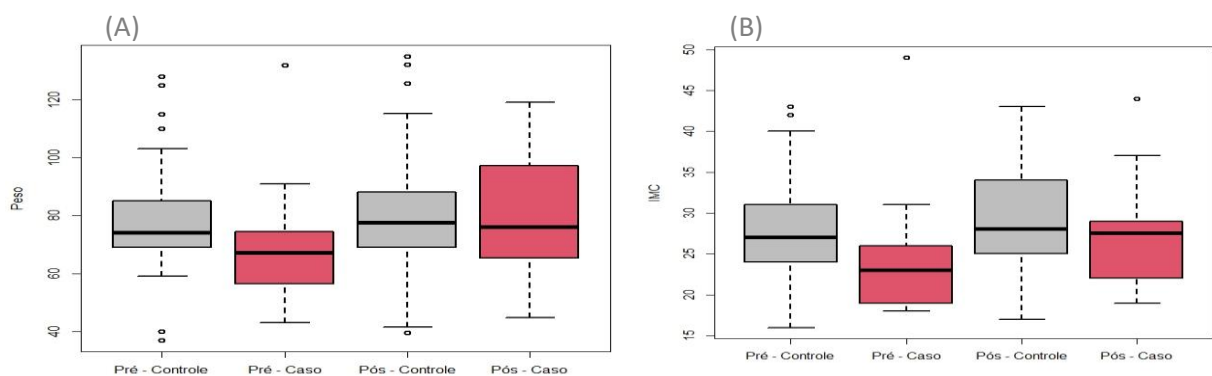 (A)
Peso
120
100
80
60
40
Pré - Controle Pré - Caso Pós - Controle Pós - Caso
(B)
IMC
50
45
40
35
30
25
20
15
Pré - Controle Pré - Caso Pós - Controle Pós - Caso